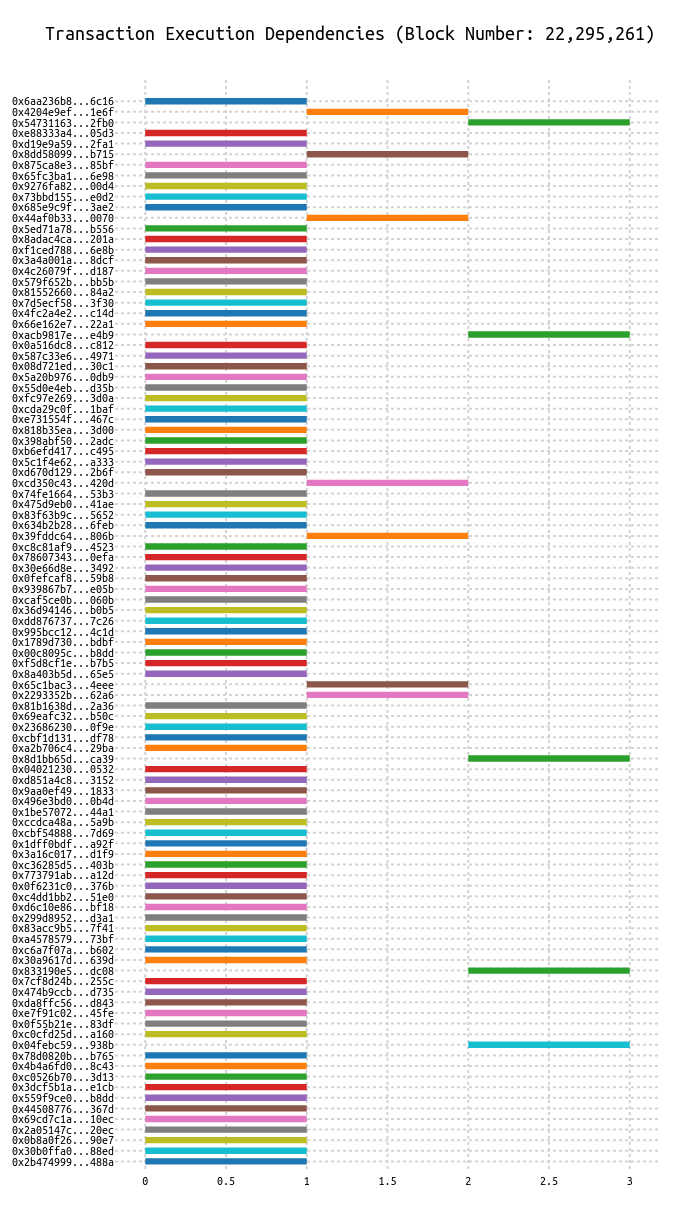 Transaction Execution Dependencies (Block Number: 22,295,261)
0x6aa236b8...6c16
0x4204e9ef...1e6f
0x54731163...2fb0
0xe88333a4...05d3
0xd19e9a59...2fa1
0x8dd58099...b715
0x875ca8e3...85bf
0x65fc3ba1...6e98
0x9276fa82...00d4
0x73bbd155...e0d2
0x685e9c9f...3ae2
0x44af0b33...0070
0x5ed71a78...b556
0x8adac4ca...201a
0xf1ced788...6e8b
0x3a4a001a...8dcf
0x4c26079f...d187
0x579f652b...bb5b
0x81552660...84a2
0x7d5ecf58...3f30
0x4fc2a4e2...c14d
0x66e162e7...22a1
0xacb9817e...e4b9
0x0a516dc8...c812
0x587c33e6...4971
0x08d721ed...30c1
0x5a20b976...0db9
0x55d0e4eb...d35b
0xfc97e269...3d0a
0xcda29c0f...1baf
0xe731554f...467c
0x818b35ea...3d00
0x398abf50...2adc
0xb6efd417...c495
0x5c1f4e62...a333
0xd670d129...2b6f
0xcd350c43...420d
0x74fe1664...53b3
0x475d9eb0...41ae
0x83f63b9c...5652
0x634b2b28...6feb
0x39fddc64...806b
0xc8c81af9...4523
0x78607343...0efa
0x30e66d8e...3492
0x0fefcaf8...59b8
0x939867b7...e05b
0xcaf5ce0b...060b
0x36d94146...b0b5
0xdd876737...7c26
0x995bcc12...4c1d
0x1789d730...bdbf
0x00c8095c...b8dd
0xf5d8cf1e...b7b5
0x8a403b5d...65e5
0x65c1bac3...4eee
0x2293352b...62a6
0x81b1638d...2a36
0x69eafc32...b50c
0x23686230...0f9e
0xcbf1d131...df78
0xa2b706c4...29ba
0x8d1bb65d...ca39
0x04021230...0532
0xd851a4c8...3152
0x9aa0ef49...1833
0x496e3bd0...0b4d
0x1be57072...44a1
0xccdca48a...5a9b
0xcbf54888...7d69
0x1dff0bdf...a92f
0x3a16c017...d1f9
0xc36285d5...403b
0x773791ab...a12d
0x0f6231c0...376b
0xc4dd1bb2...51e0
0xd6c10e86...bf18
0x299d8952...d3a1
0x83acc9b5...7f41
0xa4578579...73bf
0xc6a7f07a...b602
0x30a9617d...639d
0x833190e5...dc08
0x7cf8d24b...255c
0x474b9ccb...d735
0xda8ffc56...d843
0xe7f91c02...45fe
0x0f55b21e...83df
0xc0cfd25d...a160
0x04febc59...938b
0x78d0820b...b765
0x4b4a6fd0...8c43
0xc0526b70...3d13
0x3dcf5b1a...e1cb
0x559f9ce0...b8dd
0x44508776...367d
0x69cd7c1a...10ec
0x2a05147c...20ec
0x0b8a0f26...90e7
0x30b0ffa0...88ed
0x2b474999...488a
0 0.5 1 1.5 2 2.5 3